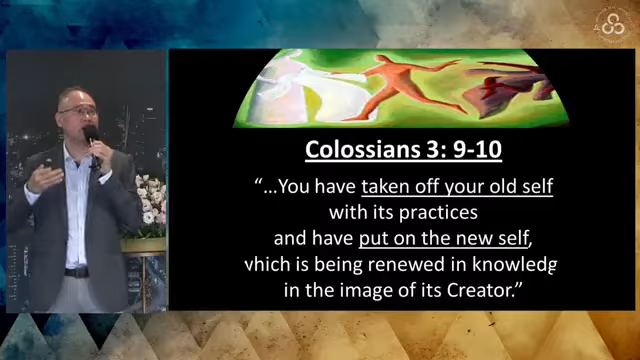 Colossians 3: 9-10
“…You have taken off your old self
with its practices
and have put on the new self,
vhich is being renewed in knowledg
in the image of its Creator.”